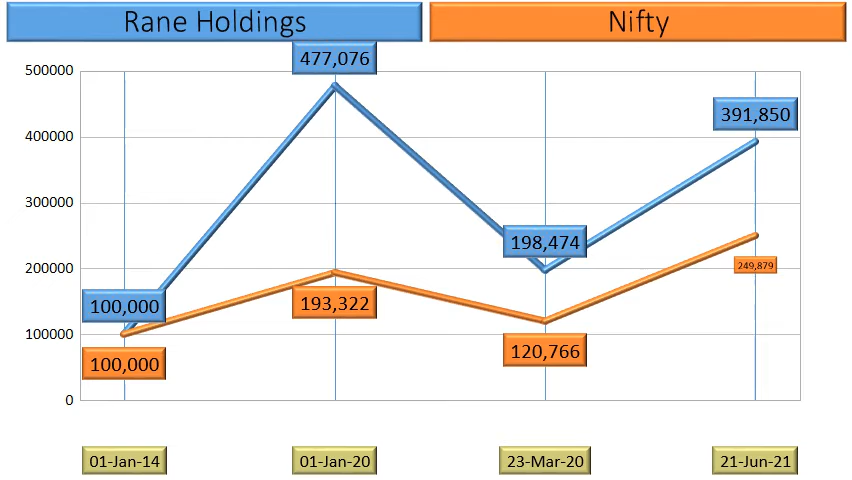 Rane Holdings
Nifty
500000
400000
300000
200000
100000
0
477,076
391,850
198,474
249,879
100,000
193,322
120,766
100,000
01-Jan-14
01-Jan-20
23-Mar-20
21-Jun-21